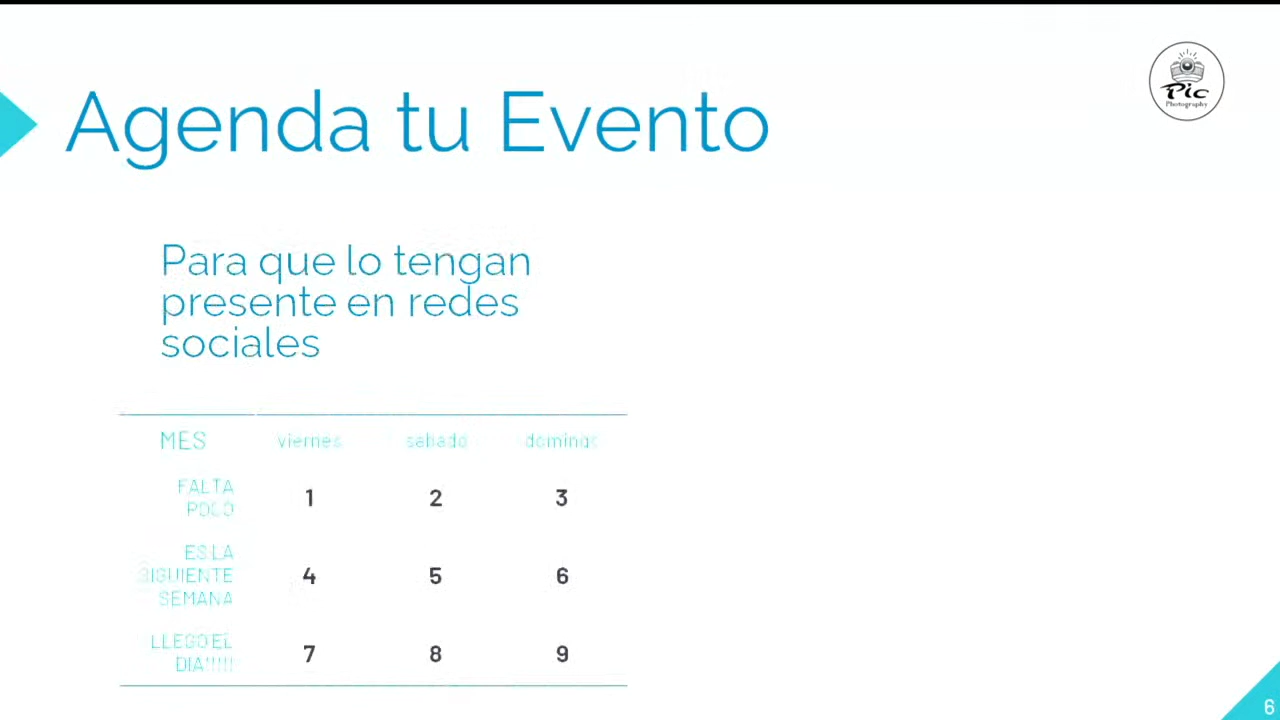 Pic
Photography
Agenda tu Evento
Para que lo tengan
presente en redes
sociales
MES viernes sabado domingo
FALTA
POCO
1 2 3
ES LA
SIGUIENTE
SEMANA
4 5 6
LLEGO EL
DIA!!!!!
7 8 9
6